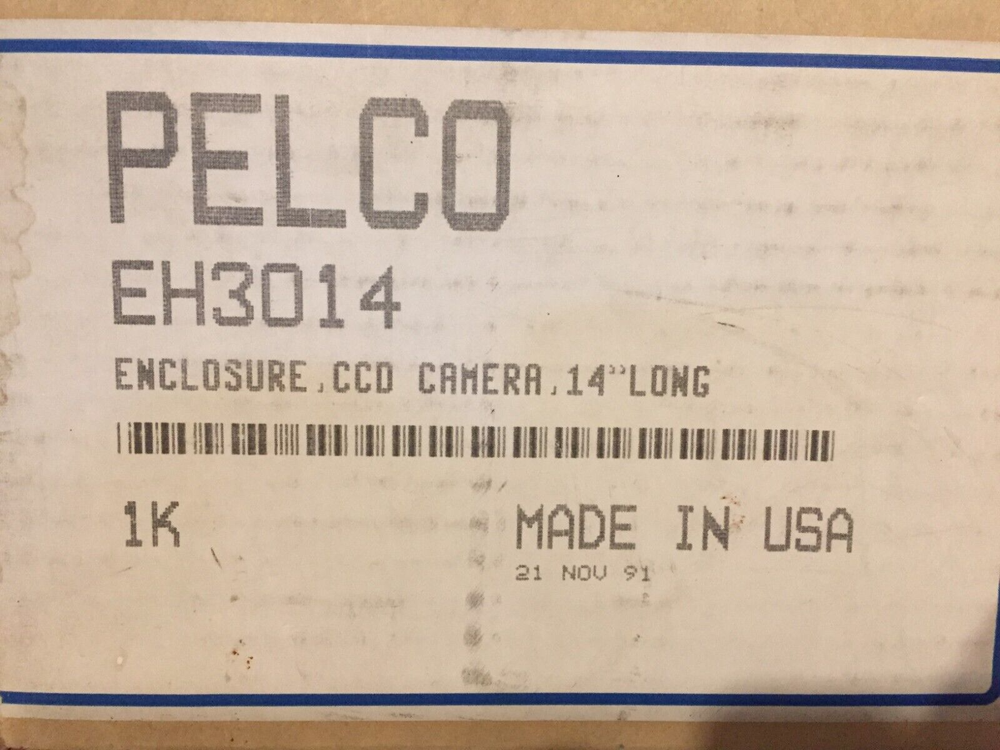 PELCO
EH3014
ENCLOSURE,CCD CAMERA,14"LONG
1K
MADE IN USA
21 NOV 91